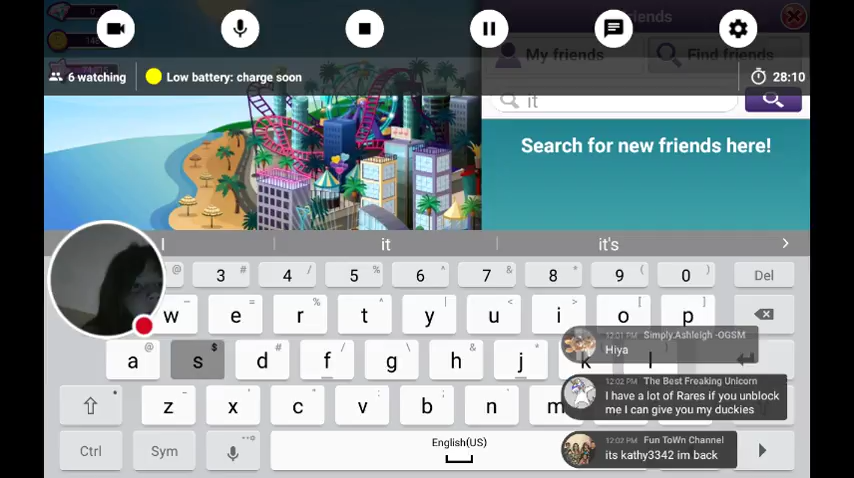 Friends
0
My friends
Find friends
6 watching
Low battery: charge soon
28:10
it
Search for new friends here!
I
it
it's
@ 3 # 4 / 5 % 6 ^ 7 & 8 * 9 ( 0 ) Del
w ~ e = r % t y u < i > o [ p ]
a @ s $ d # f / g h & j * k l
z x c : v ; b n m
Ctrl Sym English(US)
12:01 PM Simply.Ashleigh -OGSM
Hiya
12:02 PM The Best Freaking Unicorn
I have a lot of Rares if you unblock
me I can give you my duckies
12:02 PM Fun ToWn Channel
its kathy3342 im back